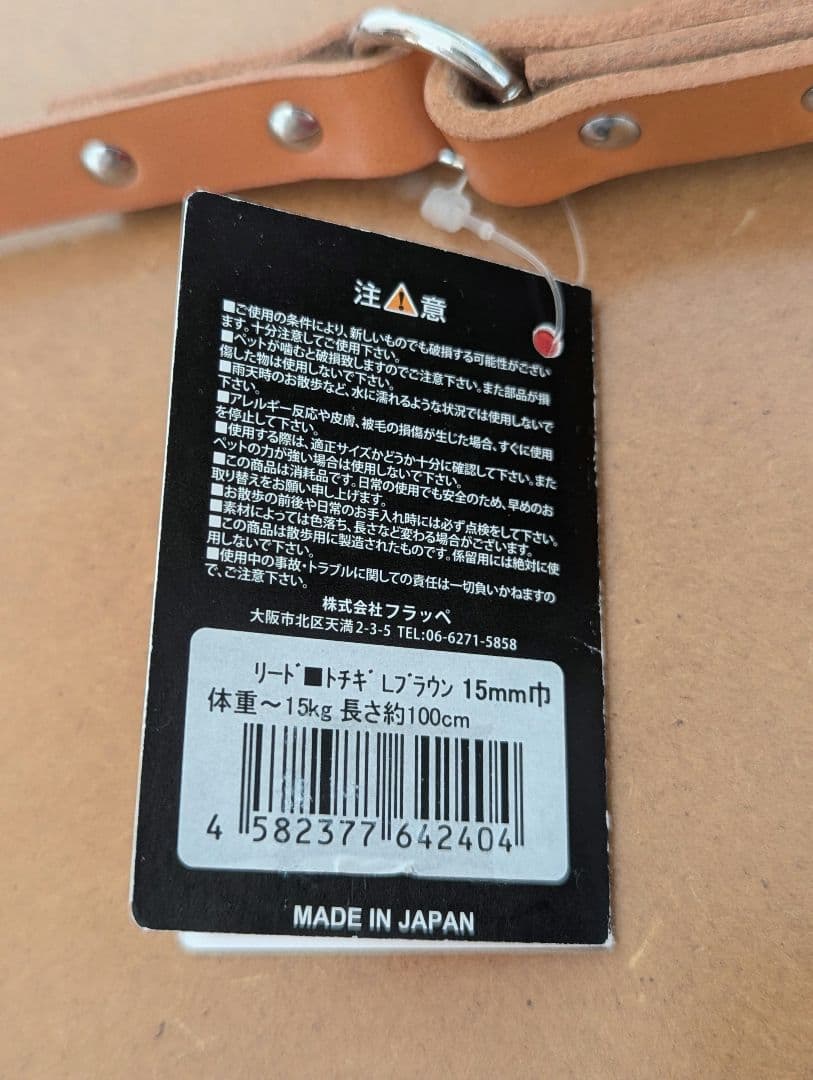 注⚠意
■ご使用の条件により、新しいものでも破損する可能性がござい
ます。十分注意してご使用下さい。
■ペットが噛むと破損致しますのでご注意下さい。また部品が損
傷した物は使用しないで下さい。
■雨天時のお散歩など、水に濡れるような状況では使用しないで
下さい。
■アレルギー反応や皮膚、被毛の損傷が生じた場合、すぐに使用
を停止して下さい。
■使用する際は、適正サイズかどうか十分に確認して下さい。また
ペットの力が強い場合は使用しないで下さい。
■この商品は消耗品です。日常の使用でも安全のため、早めのお
取り替えをお願い申し上げます。
■お散歩の前後や日常のお手入れ時には必ず点検をして下さい。
■素材によっては色落ち、長さなど変わる場合がございます。
■この商品は散歩用に製造されたものです。係留用には絶対に使
用しないで下さい。
■使用中の事故・トラブルに関しての責任は一切負いかねますの
で、ご注意下さい。
株式会社フラッペ
大阪市北区天満2-3-5 TEL:06-6271-5858
ﾘｰﾄﾞ■ﾄﾁｷﾞ Lﾌﾞﾗｳﾝ 15mm巾
体重～15kg 長さ約100cm
4 582377 642404
MADE IN JAPAN